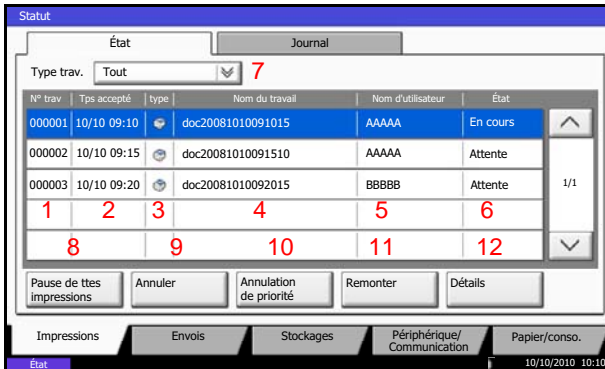 Statut
État
Journal
Type trav.
Tout
7
N° trav
Tps accepté
type
Nom du travail
Nom d'utilisateur
État
000001 10/10 09:10 doc20081010091015 AAAAA En cours
000002 10/10 09:15 doc20081010091510 AAAAA Attente
000003 10/10 09:20 doc20081010092015 BBBBB Attente
1/1
1 2 3 4 5 6
8 9 10 11 12
Pause de ttes
impressions
Annuler
Annulation
de priorité
Remonter
Détails
Impressions
Envois
Stockages
Périphérique/
Communication
Papier/conso.
État
10/10/2010 10:10